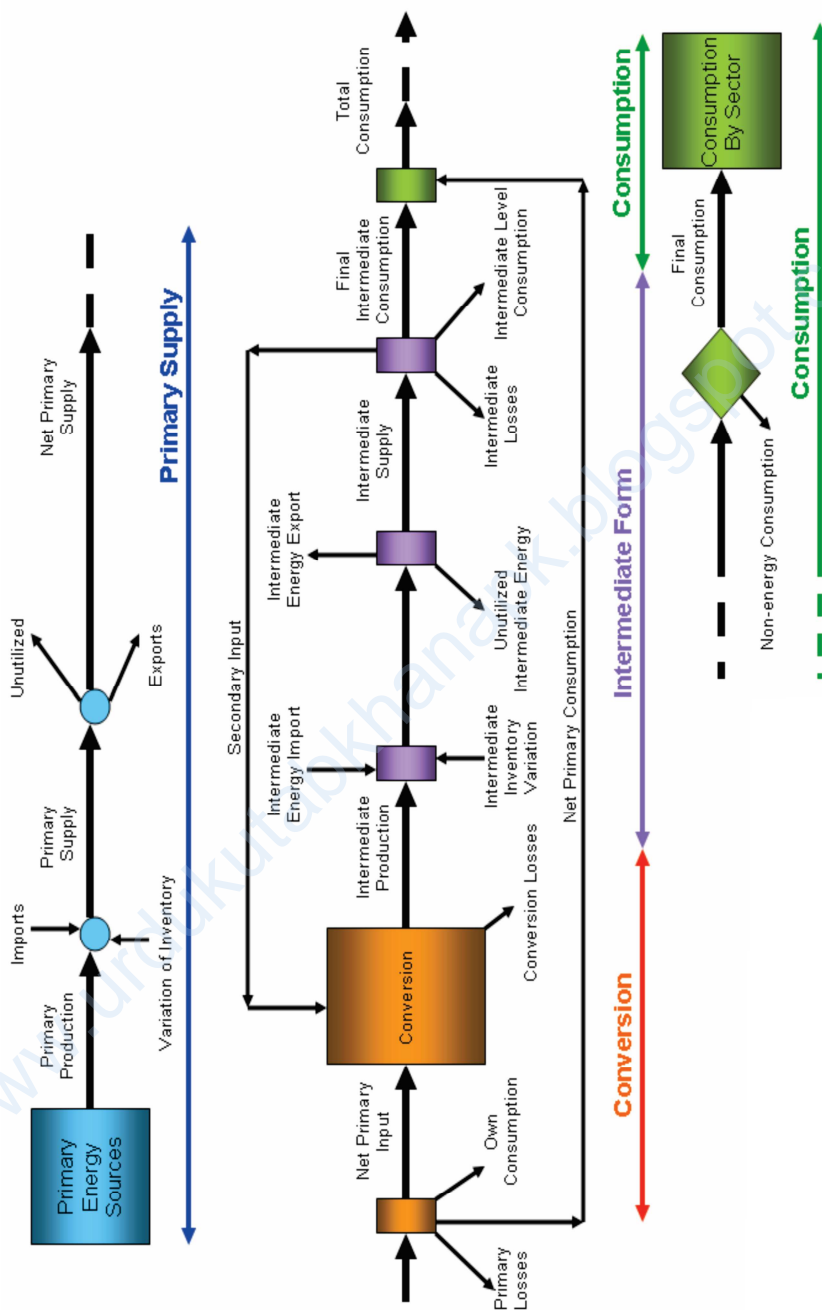 Primary
Energy
Sources
Primary
Production
Imports
Variation of Inventory
Primary
Supply
Unutilized
Exports
Net Primary
Supply
Primary Supply
Primary
Losses
Own
Consumption
Net Primary
Input
Conversion
Conversion Losses
Secondary Input
Intermediate
Production
Intermediate
Energy Import
Intermediate
Inventory
Variation
Intermediate
Energy Export
Unutilized
Intermediate Energy
Intermediate
Supply
Intermediate
Losses
Intermediate Level
Consumption
Final
Intermediate
Consumption
Total
Consumption
Net Primary Consumption
Conversion
Intermediate Form
Consumption
Non-energy Consumption
Final
Consumption
Consumption
By Sector
Consumption
www.urdukutabkhanapk.blogspot.